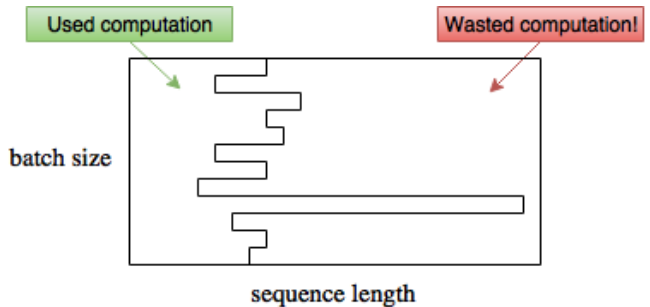 Used computation
Wasted computation!
batch size
sequence length